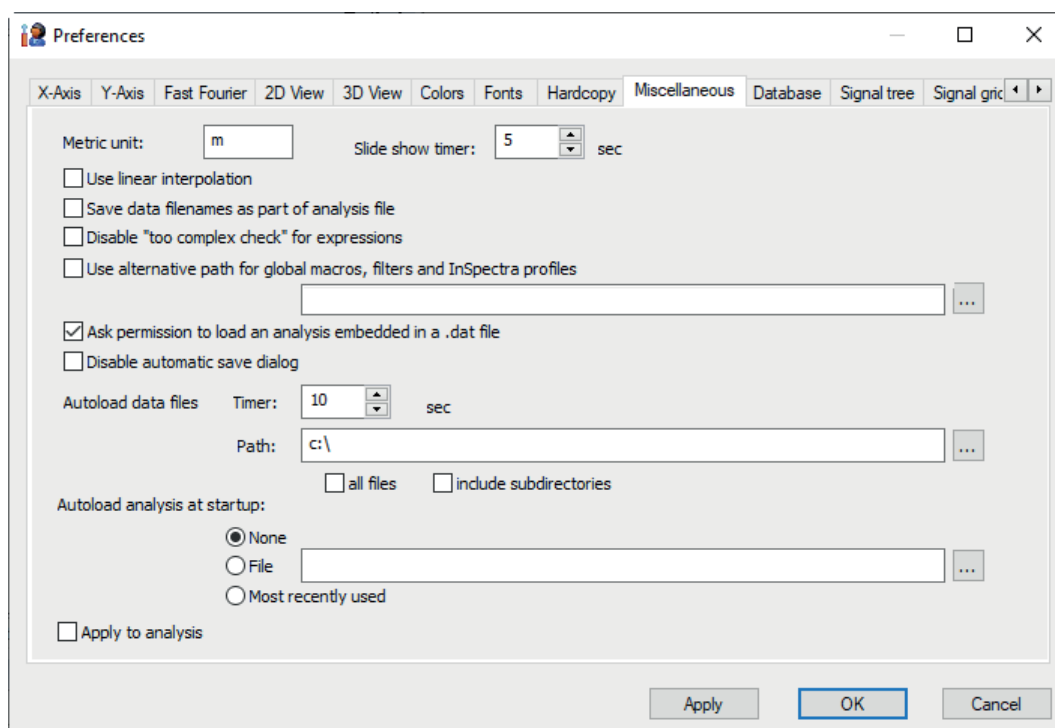 Preferences
X-Axis Y-Axis Fast Fourier 2D View 3D View Colors Fonts Hardcopy Miscellaneous Database Signal tree Signal gric
Metric unit: m Slide show timer: 5 sec
Use linear interpolation
Save data filenames as part of analysis file
Disable "too complex check" for expressions
Use alternative path for global macros, filters and InSpectra profiles
...
Ask permission to load an analysis embedded in a .dat file
Disable automatic save dialog
Autoload data files Timer: 10 sec
Path: c:\ ...
all files include subdirectories
Autoload analysis at startup:
None
File ...
Most recently used
Apply to analysis
Apply OK Cancel